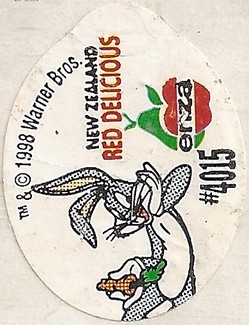 TM & © 1998 Warner Bros.
NEW ZEALAND
RED DELICIOUS
enza
#4015